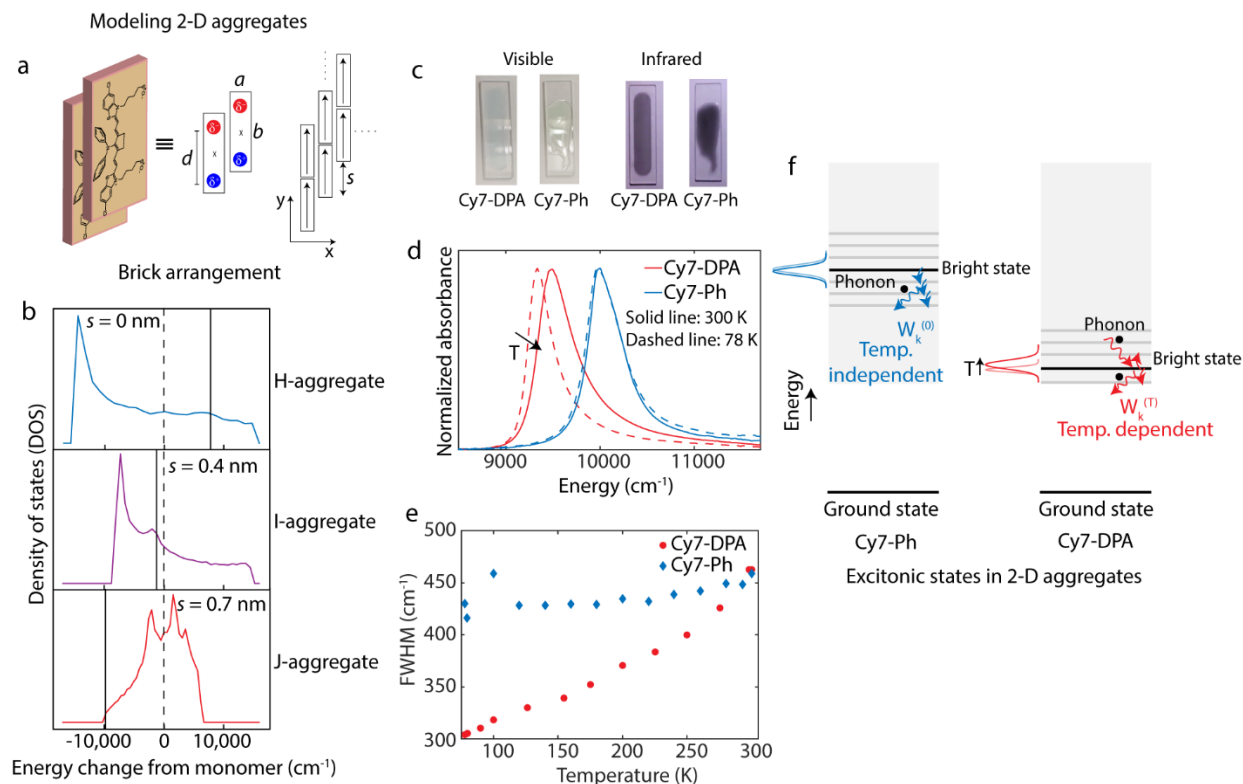 Modeling 2-D aggregates
a
δ-
δ-
δ-
δ-
≡
a
d
b
x
x
s
y
x
Brick arrangement
b
Density of states (DOS)
s = 0 nm
H-aggregate
s = 0.4 nm
I-aggregate
s = 0.7 nm
J-aggregate
-10,000
0
10,000
Energy change from monomer (cm-1)
c
Visible
Infrared
Cy7-DPA
Cy7-Ph
Cy7-DPA
Cy7-Ph
d
Normalized absorbance
Cy7-DPA
Cy7-Ph
Solid line: 300 K
Dashed line: 78 K
T
9000
10000
11000
Energy (cm-1)
e
FWHM (cm-1)
500
450
400
350
300
Cy7-DPA
Cy7-Ph
100
150
200
250
300
Temperature (K)
f
Bright state
Phonon
Wk(0)
Temp.
independent
Energy
Phonon
Bright state
T
Wk(T)
Temp. dependent
Ground state
Cy7-Ph
Ground state
Cy7-DPA
Excitonic states in 2-D aggregates